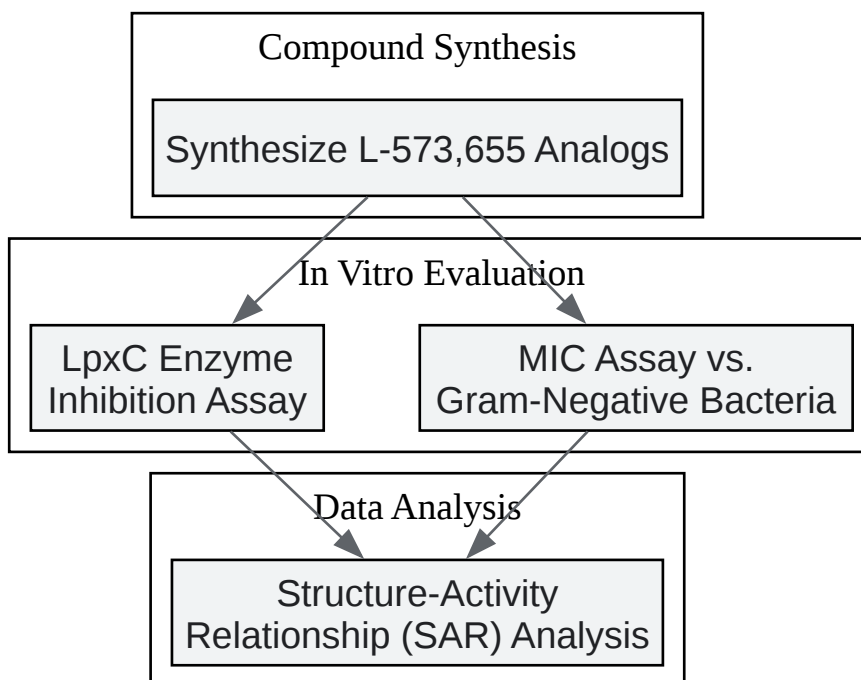 Compound Synthesis
Synthesize L-573,655 Analogs
In Vitro Evaluation
LpxC Enzyme
Inhibition Assay
MIC Assay vs.
Gram-Negative Bacteria
Data Analysis
Structure-Activity
Relationship (SAR) Analysis